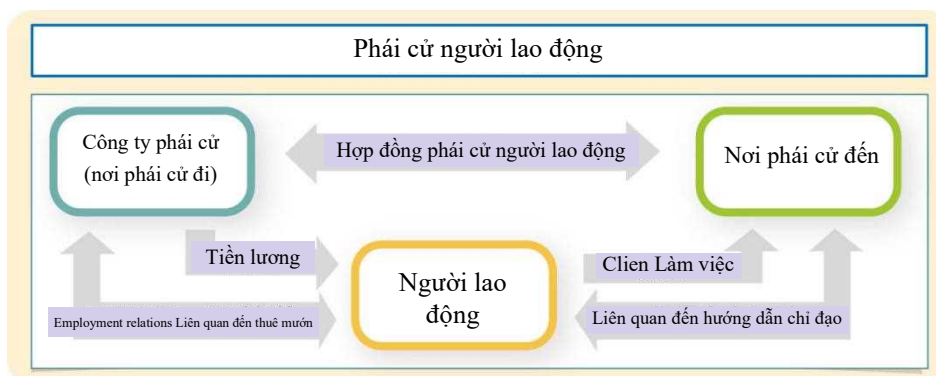 Phái cử người lao động
Công ty phái cử
(nơi phái cử đi)
Hợp đồng phái cử người lao động
Nơi phái cử đến
Tiền lương
Người lao
động
Clien Làm việc
Employment relations Liên quan đến thuê mướn
Liên quan đến hướng dẫn chỉ đạo